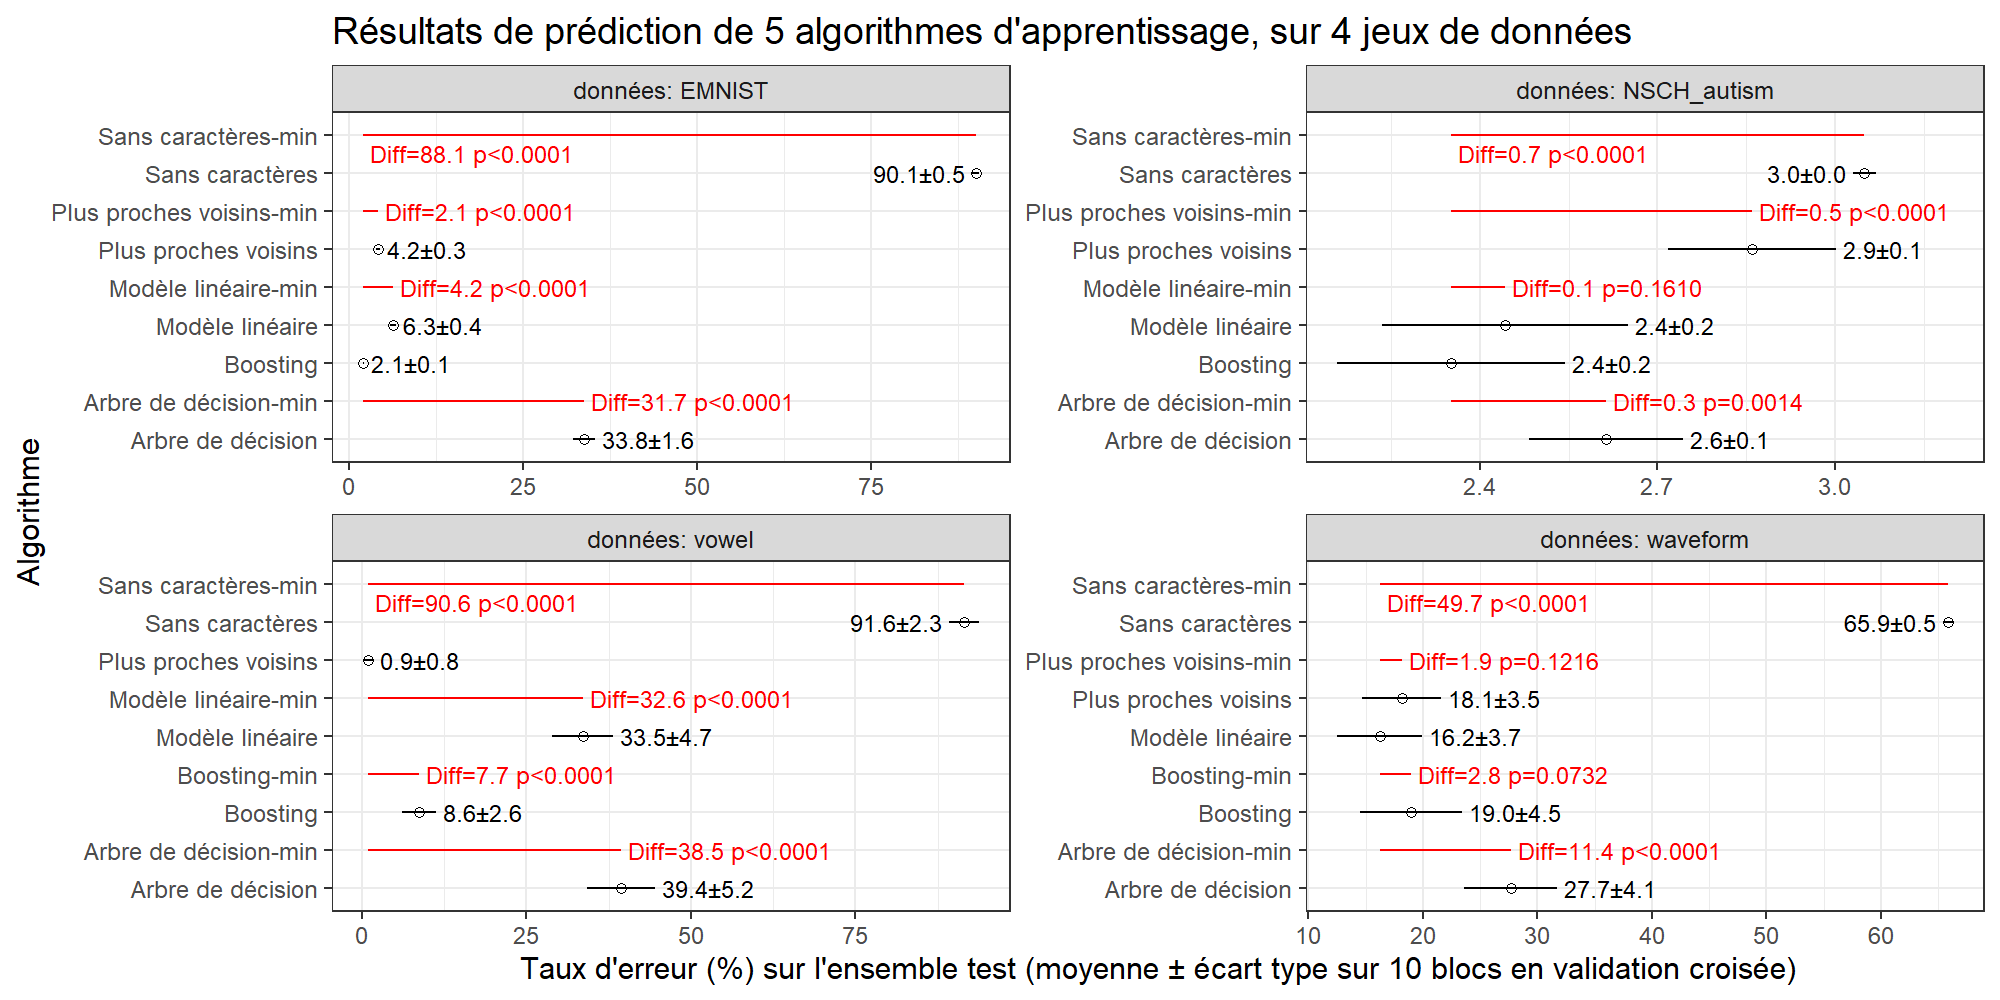 Résultats de prédiction de 5 algorithmes d'apprentissage, sur 4 jeux de données
Algorithme
données: EMNIST
Sans caractères-min
Diff=88.1 p<0.0001
Sans caractères
90.1±0.5
Plus proches voisins-min
Diff=2.1 p<0.0001
Plus proches voisins
4.2±0.3
Modèle linéaire-min
Diff=4.2 p<0.0001
Modèle linéaire
6.3±0.4
Boosting
2.1±0.1
Arbre de décision-min
Diff=31.7 p<0.0001
Arbre de décision
33.8±1.6
0 25 50 75
données: NSCH_autism
Sans caractères-min
Diff=0.7 p<0.0001
Sans caractères
3.0±0.0
Plus proches voisins-min
Diff=0.5 p<0.0001
Plus proches voisins
2.9±0.1
Modèle linéaire-min
Diff=0.1 p=0.1610
Modèle linéaire
2.4±0.2
Boosting
2.4±0.2
Arbre de décision-min
Diff=0.3 p=0.0014
Arbre de décision
2.6±0.1
2.4 2.7 3.0
données: vowel
Sans caractères-min
Diff=90.6 p<0.0001
Sans caractères
91.6±2.3
Plus proches voisins
0.9±0.8
Modèle linéaire-min
Diff=32.6 p<0.0001
Modèle linéaire
33.5±4.7
Boosting-min
Diff=7.7 p<0.0001
Boosting
8.6±2.6
Arbre de décision-min
Diff=38.5 p<0.0001
Arbre de décision
39.4±5.2
0 25 50 75
données: waveform
Sans caractères-min
Diff=49.7 p<0.0001
Sans caractères
65.9±0.5
Plus proches voisins-min
Diff=1.9 p=0.1216
Plus proches voisins
18.1±3.5
Modèle linéaire
16.2±3.7
Boosting-min
Diff=2.8 p=0.0732
Boosting
19.0±4.5
Arbre de décision-min
Diff=11.4 p<0.0001
Arbre de décision
27.7±4.1
10 20 30 40 50 60
Taux d'erreur (%) sur l'ensemble test (moyenne ± écart type sur 10 blocs en validation croisée)